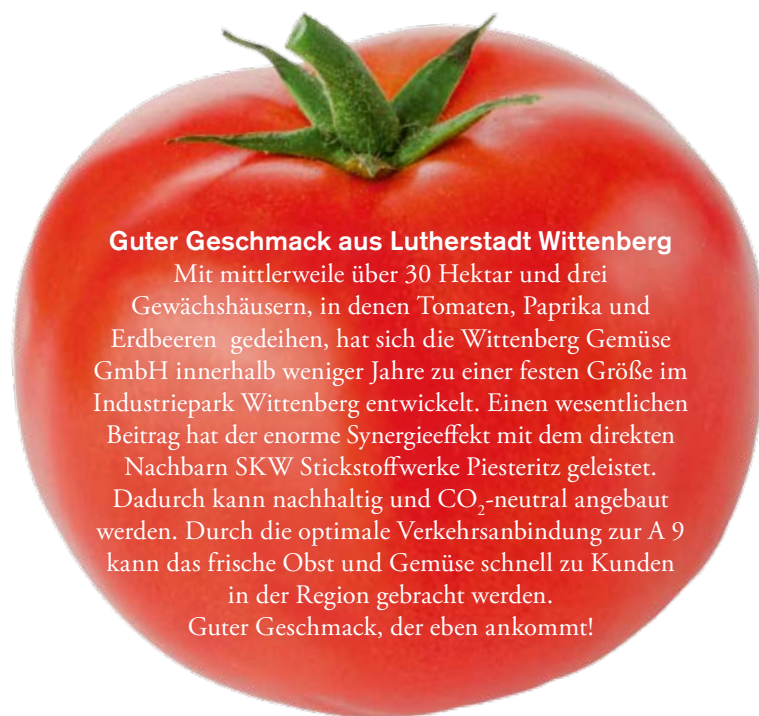 Guter Geschmack aus Lutherstadt Wittenberg
Mit mittlerweile über 30 Hektar und drei
Gewächshäusern, in denen Tomaten, Paprika und
Erdbeeren  gedeihen, hat sich die Wittenberg Gemüse
GmbH innerhalb weniger Jahre zu einer festen Größe im
Industriepark Wittenberg entwickelt. Einen wesentlichen
Beitrag hat der enorme Synergieeffekt mit dem direkten
Nachbarn SKW Stickstoffwerke Piesteritz geleistet.
Dadurch kann nachhaltig und CO₂-neutral angebaut
werden. Durch die optimale Verkehrsanbindung zur A 9
kann das frische Obst und Gemüse schnell zu Kunden
in der Region gebracht werden.
Guter Geschmack, der eben ankommt!